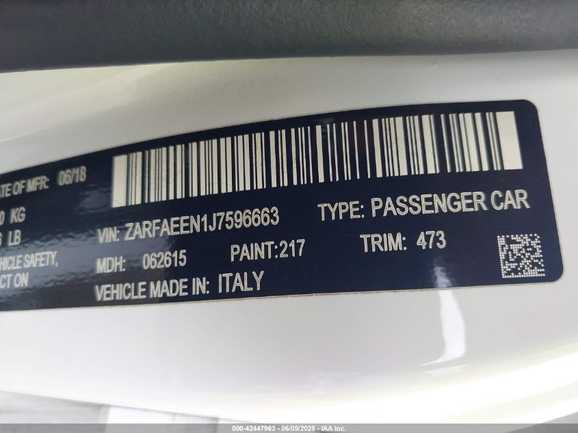 ATE OF MFR: 06/18
0 KG
LB
VIN: ZARFAEEN1J7596663
TYPE: PASSENGER CAR
HICLE SAFETY,
MDH: 062615
PAINT: 217
TRIM: 473
CT ON
VEHICLE MADE IN: ITALY
000-42447963 - 06/05/2025 - IAA Inc.